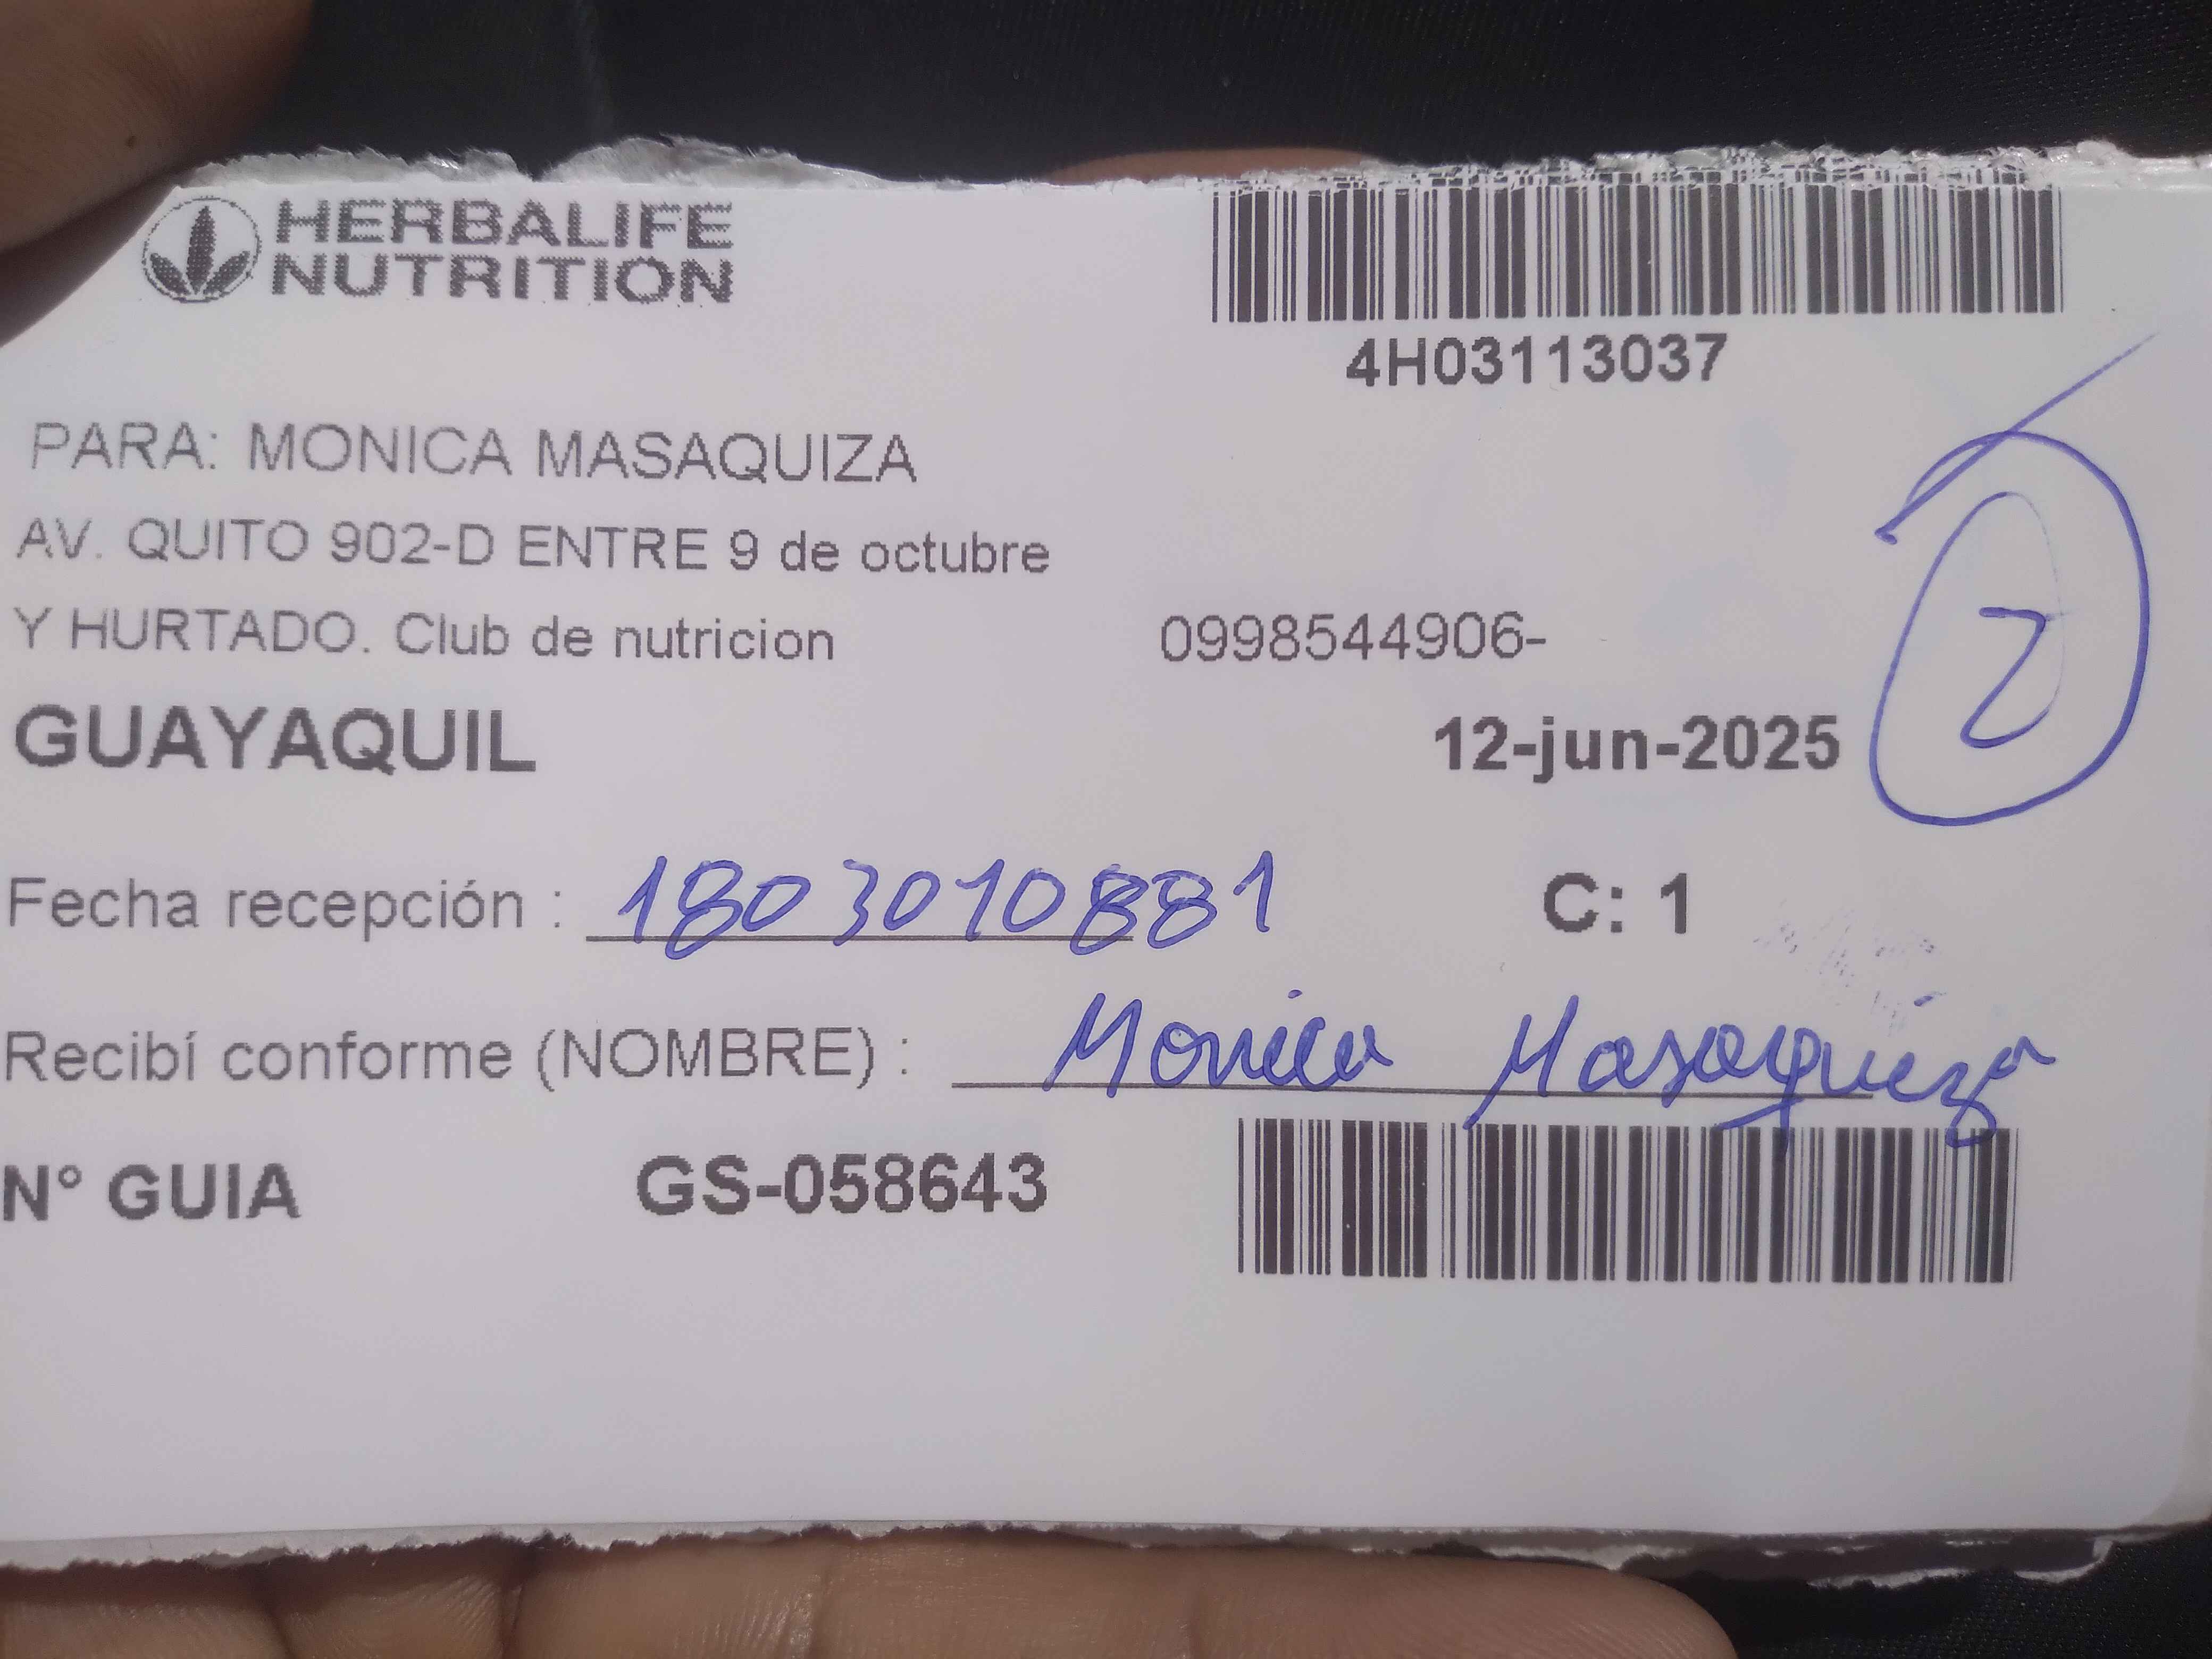 HERBALIFE
NUTRITION
4H03113037
PARA: MONICA MASAQUIZA
AV. QUITO 902-D ENTRE 9 de octubre
Y HURTADO. Club de nutricion 0998544906-
GUAYAQUIL 12-jun-2025
2
Fecha recepción : 1803010881 C: 1
Recibí conforme (NOMBRE) : Monica Masaquiza
N° GUIA GS-058643